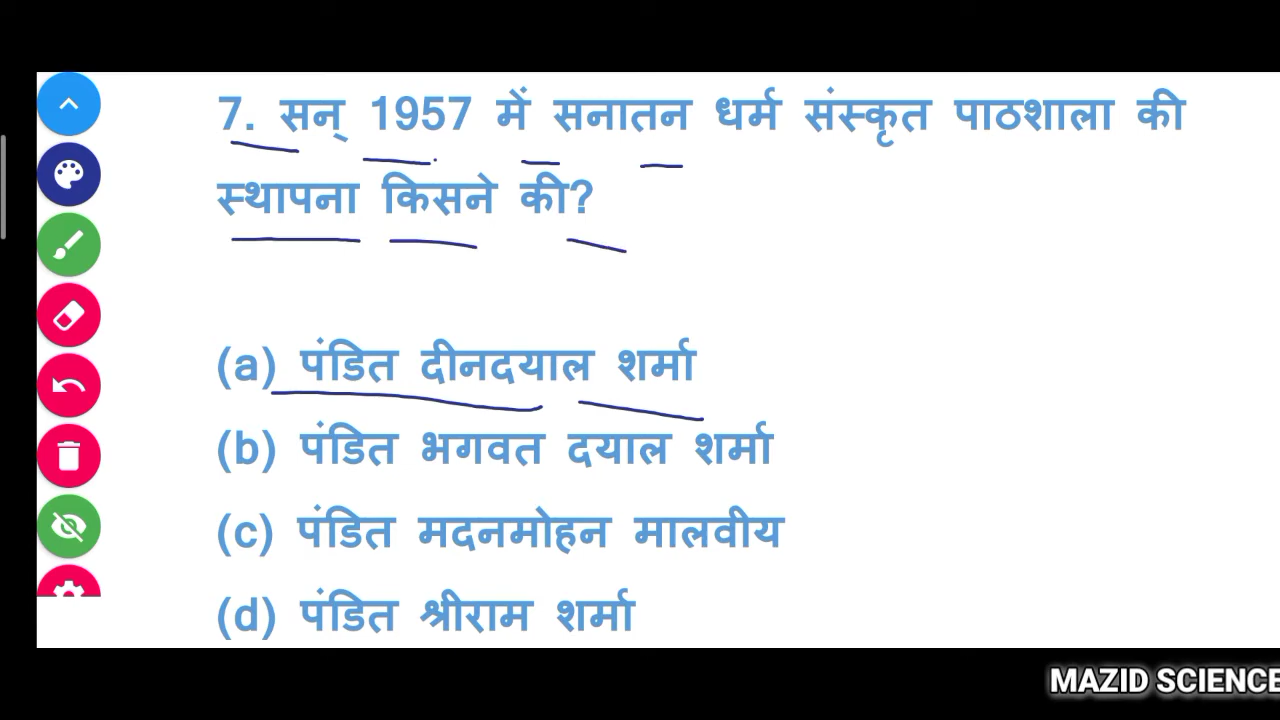 7. सन् 1957 में सनातन धर्म संस्कृत पाठशाला की
स्थापना किसने की?
(a) पंडित दीनदयाल शर्मा
(b) पंडित भगवत दयाल शर्मा
(c) पंडित मदनमोहन मालवीय
(d) पंडित श्रीराम शर्मा
MAZID SCIENCE